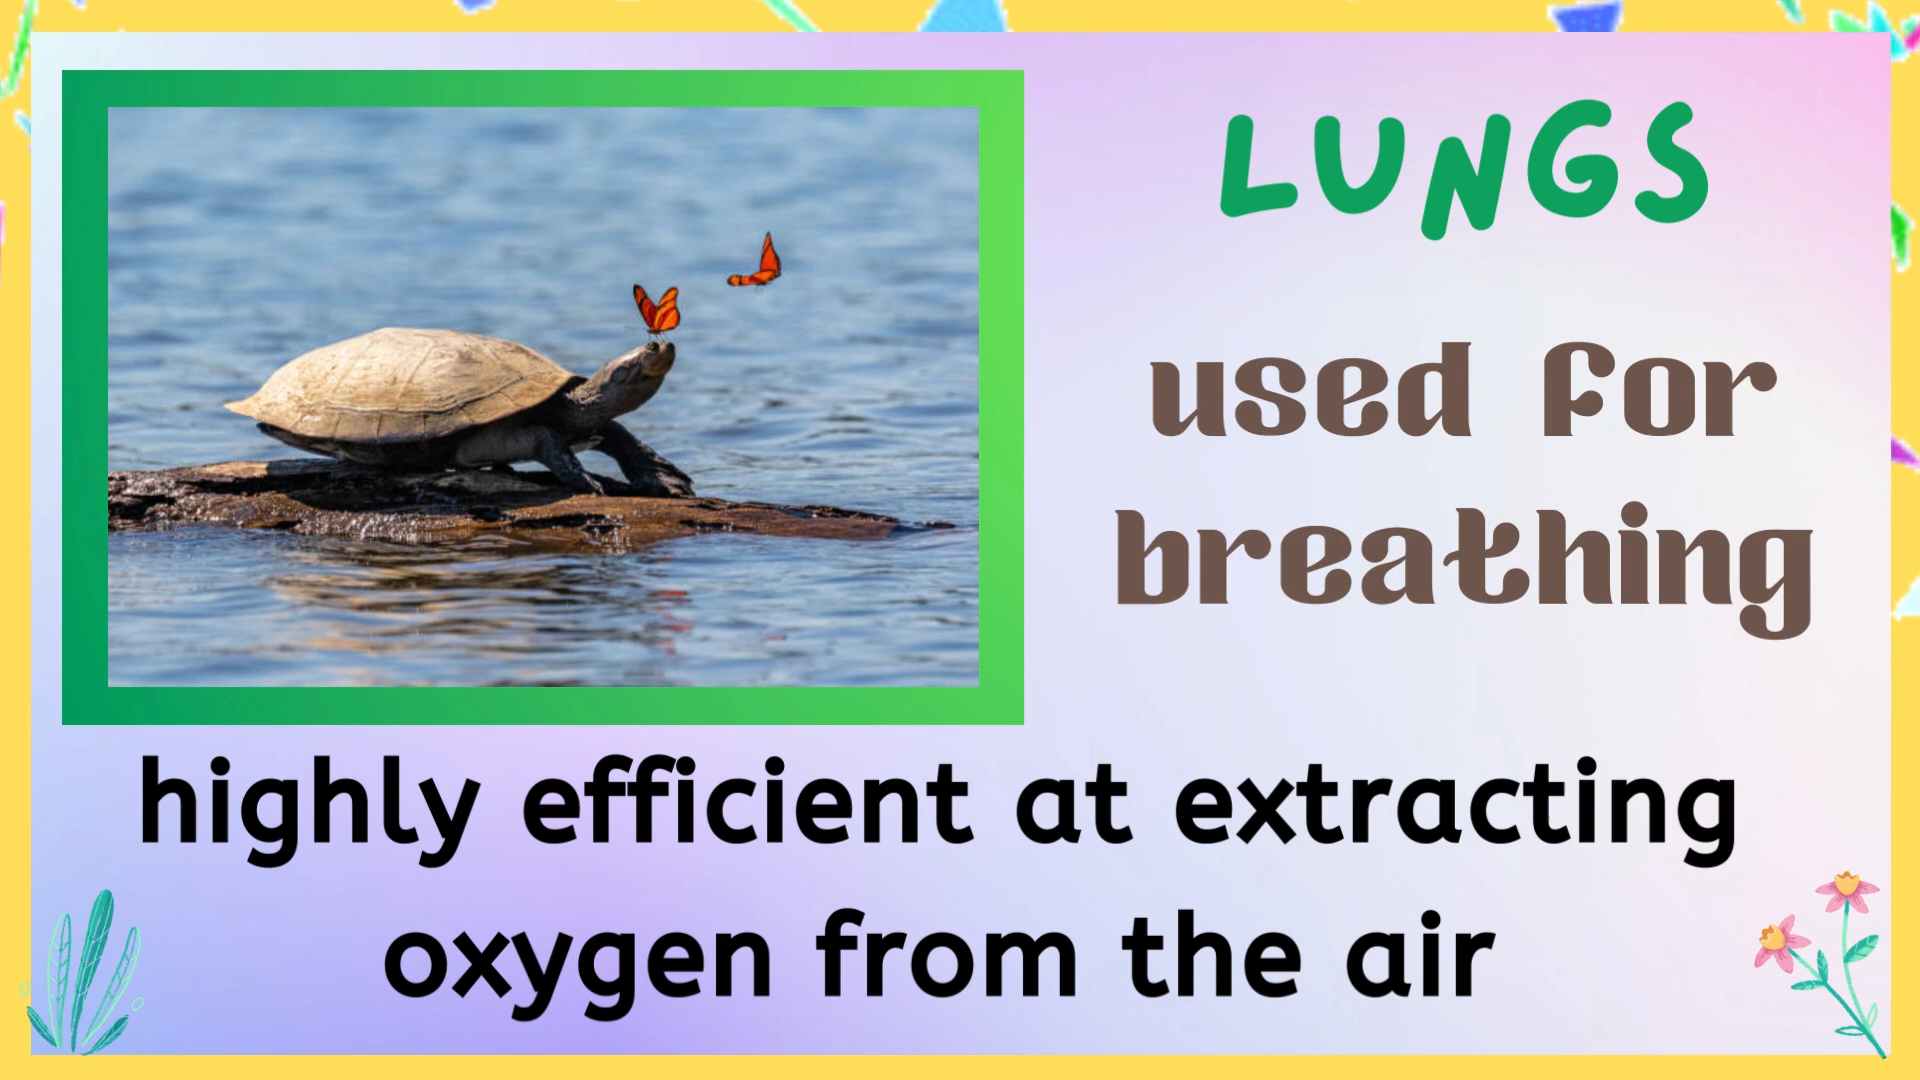 LUNGS
used for
breathing
highly efficient at extracting
oxygen from the air